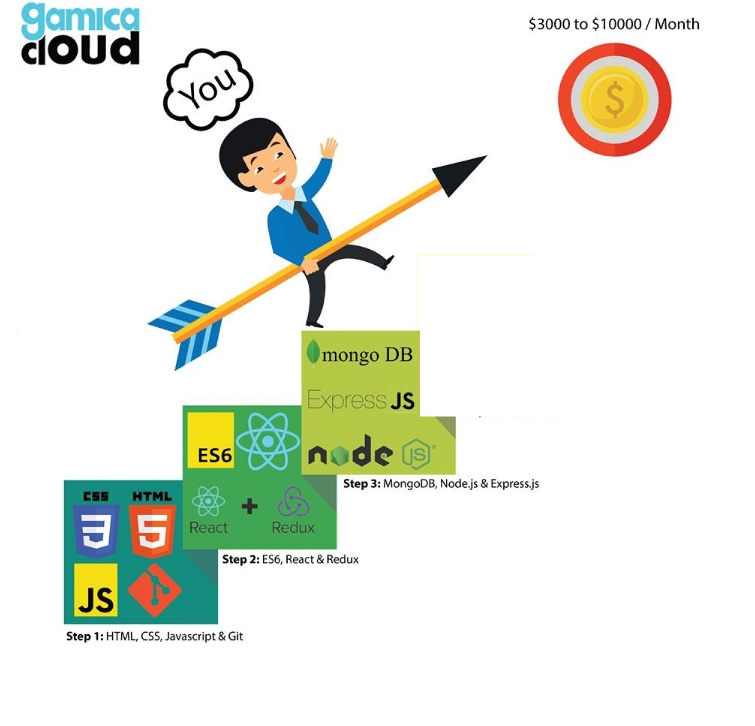 gamica
cloud
$3000 to $10000 / Month
$
You
mongo DB
Express JS
node JS
Step 3: MongoDB, Node.js & Express.js
ES6
React + Redux
Step 2: ES6, React & Redux
CSS HTML
3 5
JS
Step 1: HTML, CSS, Javascript & Git